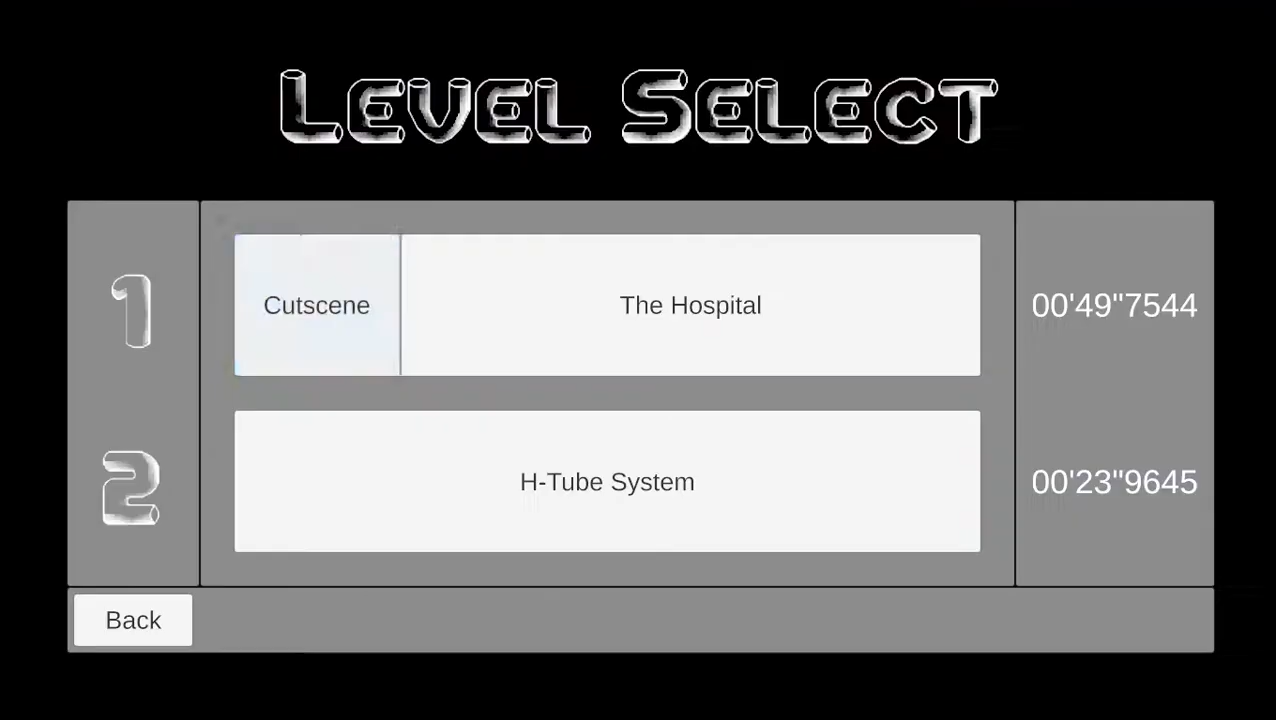 Level Select
1
Cutscene
The Hospital
00'49"7544
2
H-Tube System
00'23"9645
Back